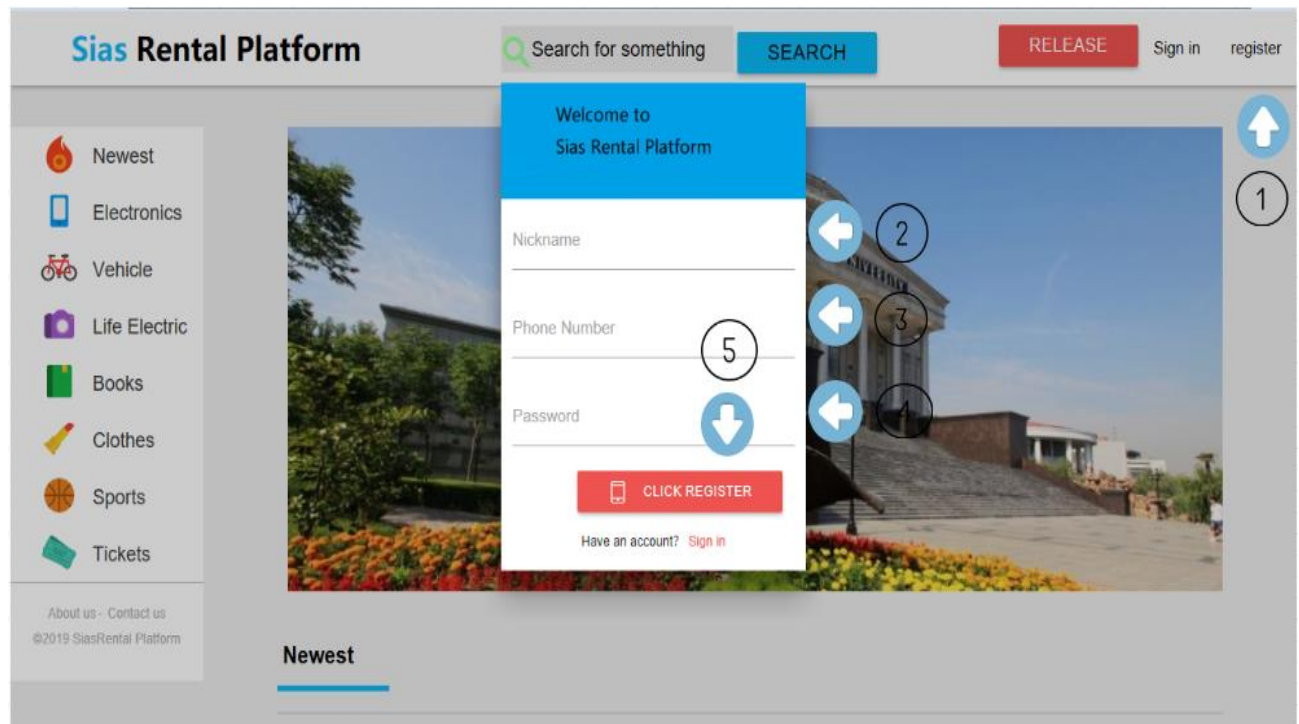 Sias Rental Platform
Search for something
SEARCH
RELEASE
Sign in
register
Newest
Electronics
Vehicle
Life Electric
Books
Clothes
Sports
Tickets
About us - Contact us
©2019 SiasRental Platform
Welcome to
Sias Rental Platform
Nickname
Phone Number
Password
CLICK REGISTER
Have an account? Sign in
1
2
3
4
5
Newest